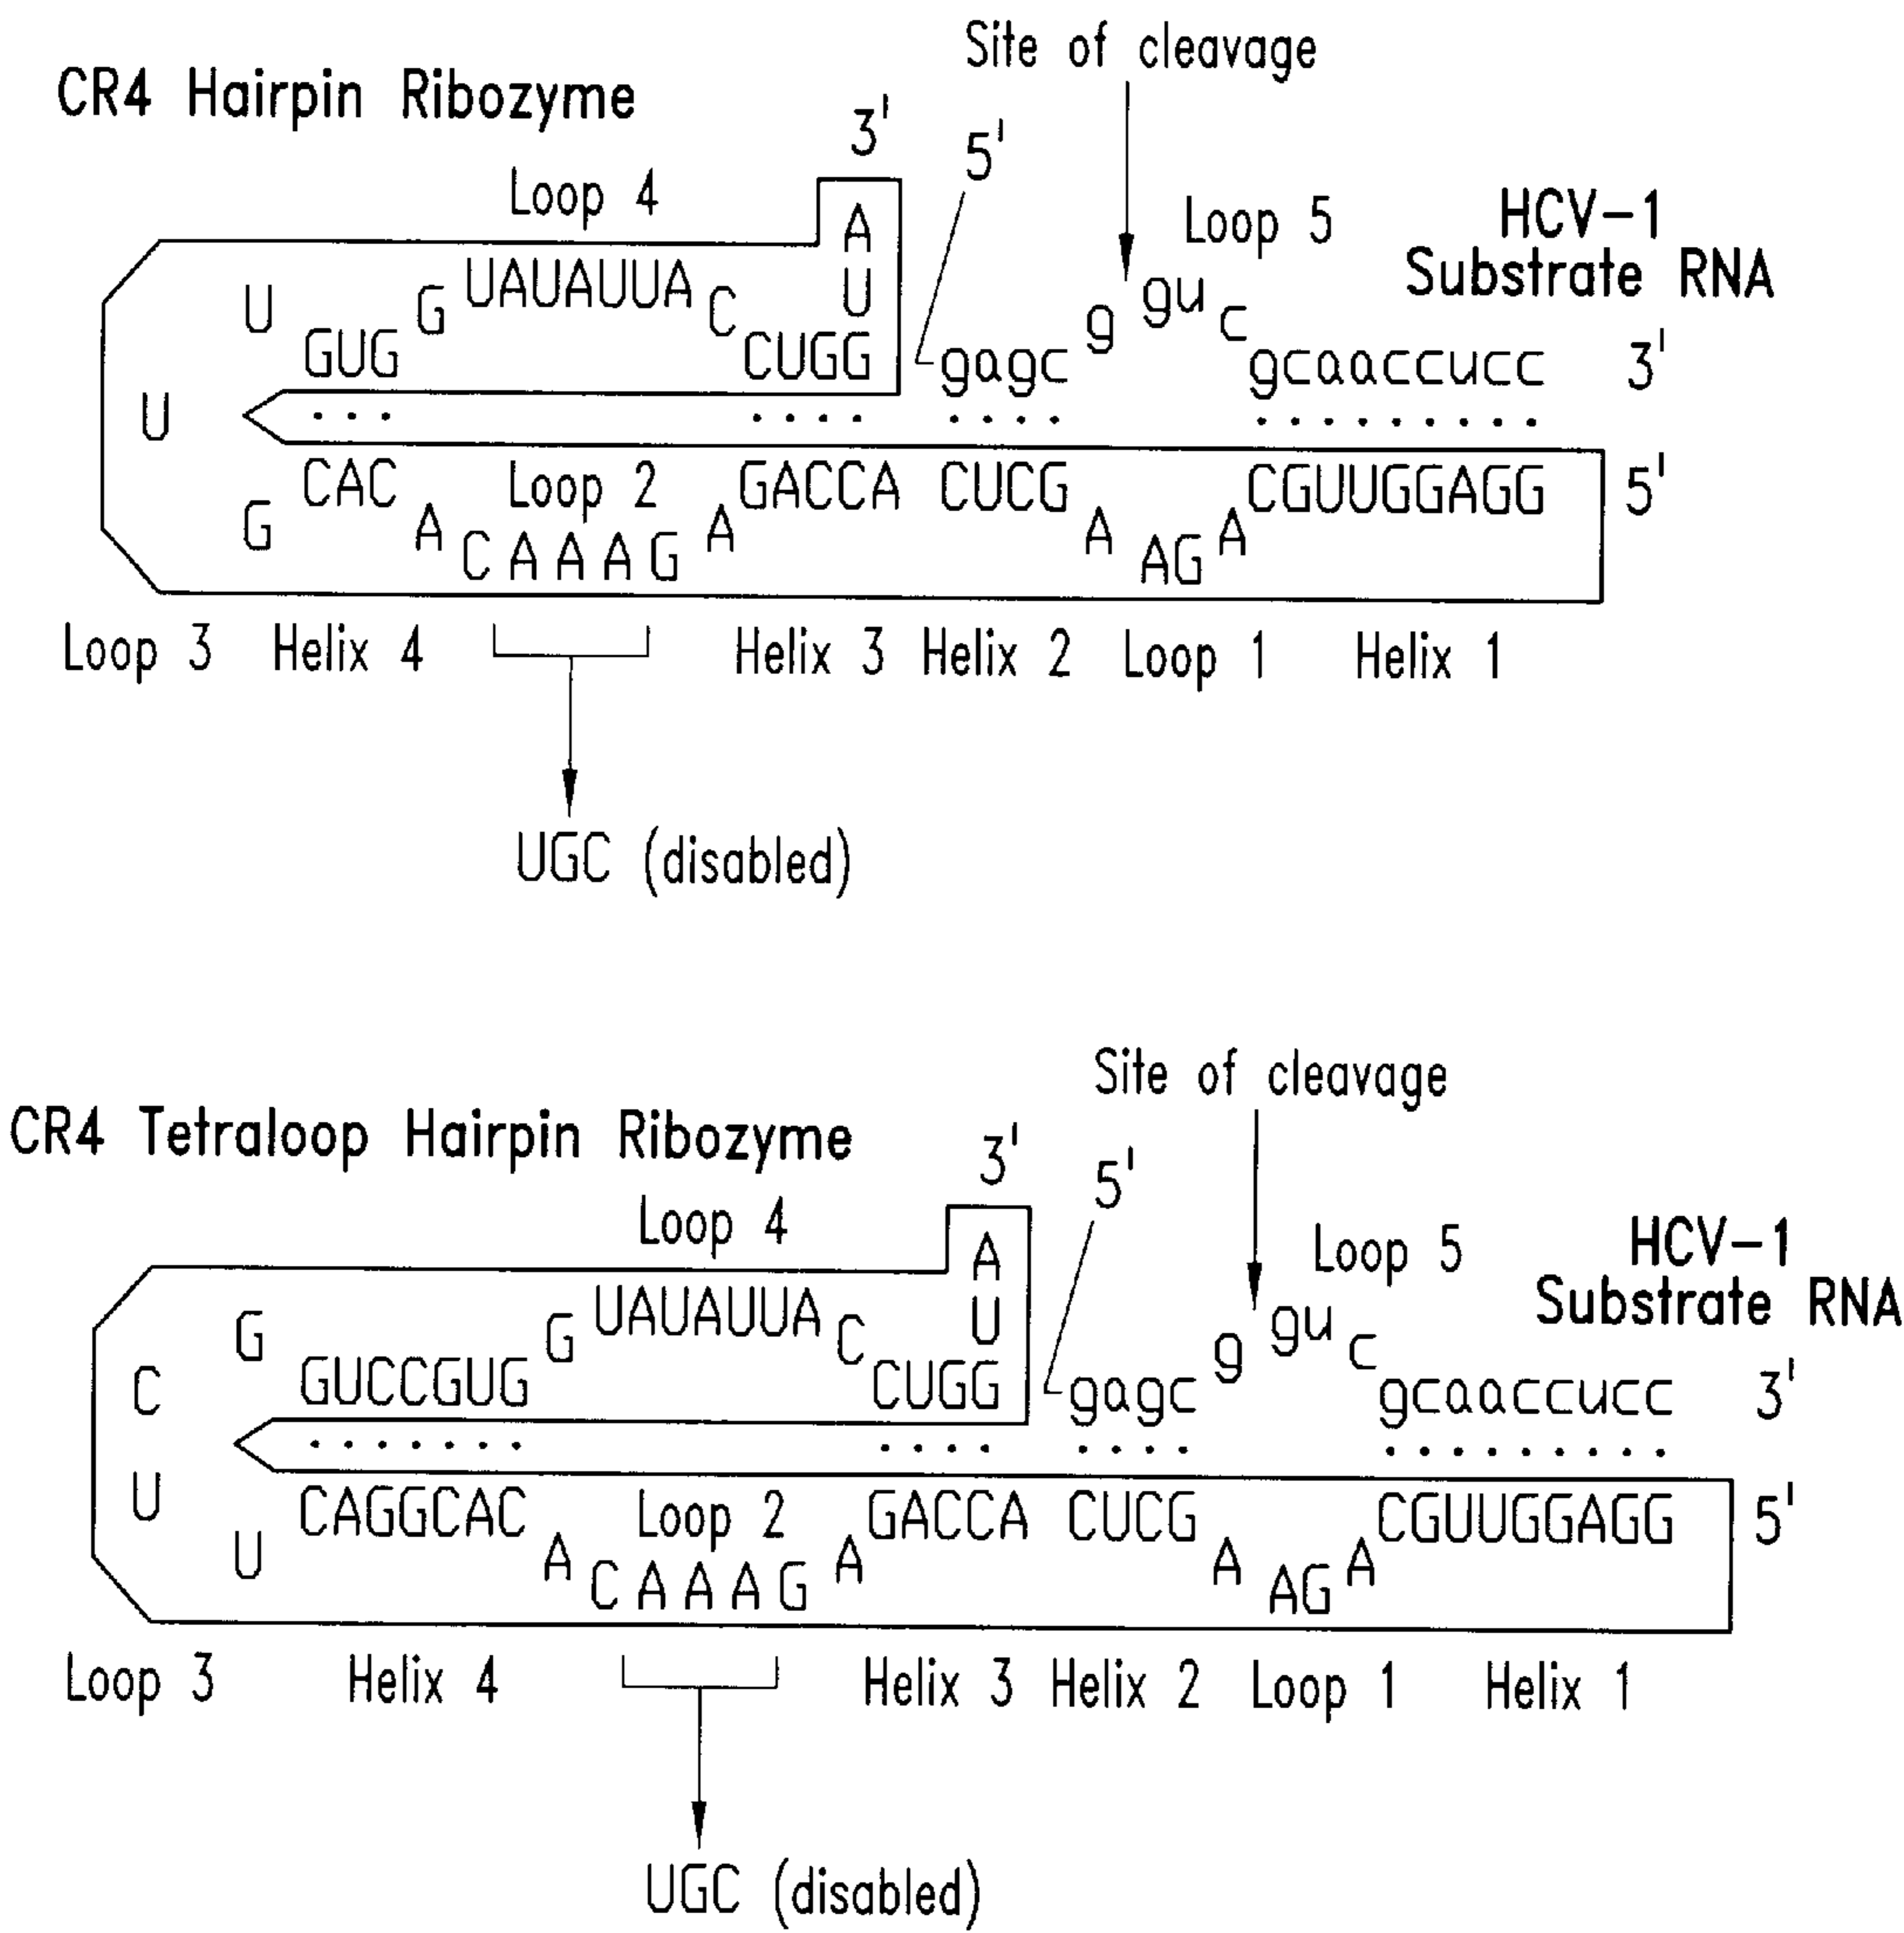 Site of cleavage
CR4 Hairpin Ribozyme
3'
5'
Loop 4
Loop 5
HCV-1
Substrate RNA
A
U
U
G
UAUAUUA
C
g
gu
c
GUG
CUGG
gagc
gcaaccucc
3'
U
CAC
Loop 2
GACCA
CUCG
CGUUGGAGG
5'
G
A
C A A A G
A
A
AG
A
Loop 3
Helix 4
Helix 3
Helix 2
Loop 1
Helix 1
UGC (disabled)
Site of cleavage
CR4 Tetraloop Hairpin Ribozyme
3'
5'
Loop 4
Loop 5
HCV-1
Substrate RNA
A
U
G
G
UAUAUUA
C
g
gu
c
C
GUCCGUG
CUGG
gagc
gcaaccucc
3'
U
CAGGCAC
Loop 2
GACCA
CUCG
CGUUGGAGG
5'
U
A
C A A A G
A
A
AG
A
Loop 3
Helix 4
Helix 3
Helix 2
Loop 1
Helix 1
UGC (disabled)